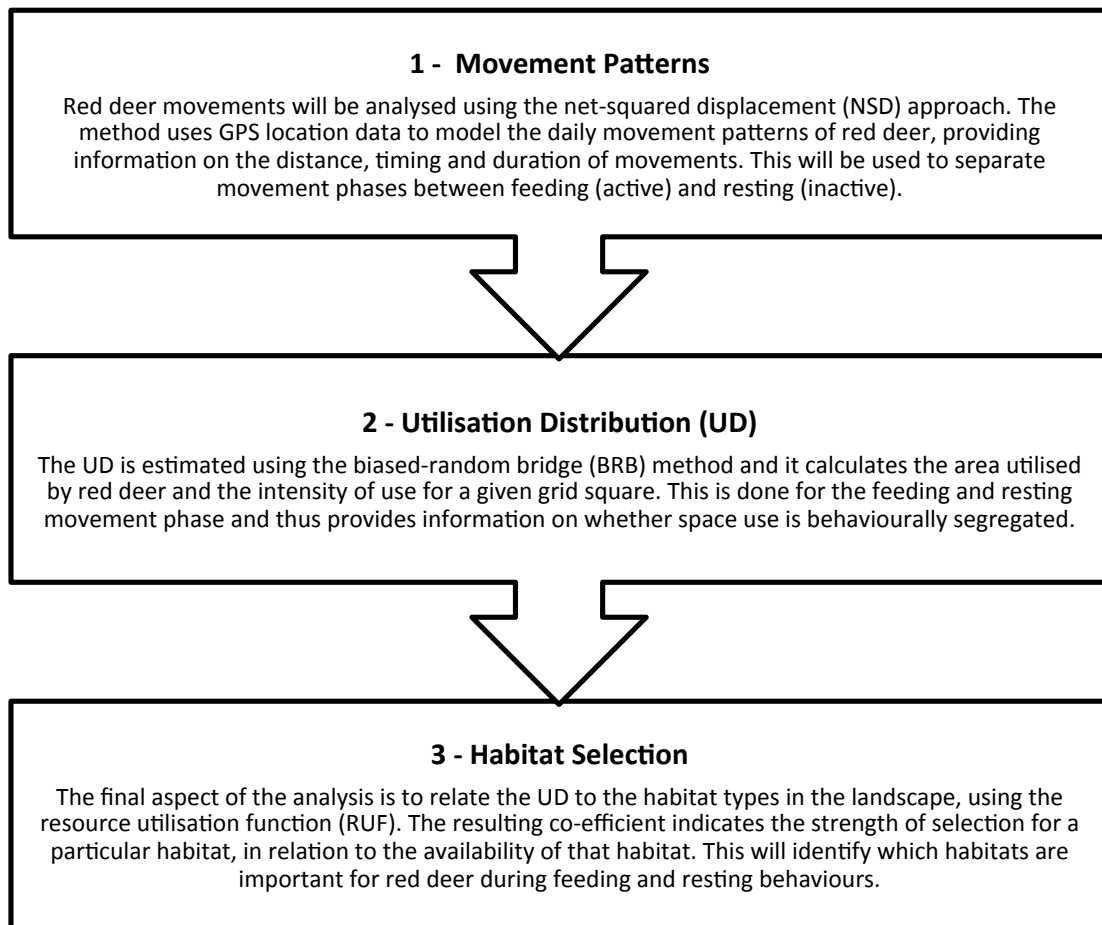 1 - Movement Patterns
Red deer movements will be analysed using the net-squared displacement (NSD) approach. The
method uses GPS location data to model the daily movement patterns of red deer, providing
information on the distance, timing and duration of movements. This will be used to separate
movement phases between feeding (active) and resting (inactive).
2 - Utilisation Distribution (UD)
The UD is estimated using the biased-random bridge (BRB) method and it calculates the area utilised
by red deer and the intensity of use for a given grid square. This is done for the feeding and resting
movement phase and thus provides information on whether space use is behaviourally segregated.
3 - Habitat Selection
The final aspect of the analysis is to relate the UD to the habitat types in the landscape, using the
resource utilisation function (RUF). The resulting co-efficient indicates the strength of selection for a
particular habitat, in relation to the availability of that habitat. This will identify which habitats are
important for red deer during feeding and resting behaviours.